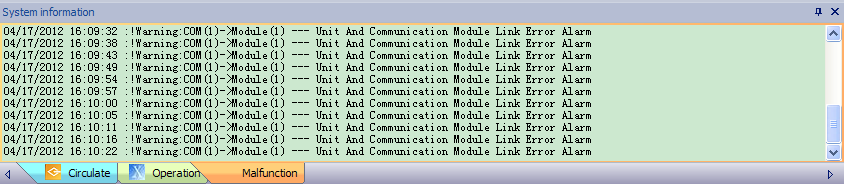 System information
04/17/2012 16:09:32 :!Warning:COM(1)->Module(1) --- Unit And Communication Module Link Error Alarm
04/17/2012 16:09:38 :!Warning:COM(1)->Module(1) --- Unit And Communication Module Link Error Alarm
04/17/2012 16:09:43 :!Warning:COM(1)->Module(1) --- Unit And Communication Module Link Error Alarm
04/17/2012 16:09:49 :!Warning:COM(1)->Module(1) --- Unit And Communication Module Link Error Alarm
04/17/2012 16:09:54 :!Warning:COM(1)->Module(1) --- Unit And Communication Module Link Error Alarm
04/17/2012 16:09:57 :!Warning:COM(1)->Module(1) --- Unit And Communication Module Link Error Alarm
04/17/2012 16:10:00 :!Warning:COM(1)->Module(1) --- Unit And Communication Module Link Error Alarm
04/17/2012 16:10:05 :!Warning:COM(1)->Module(1) --- Unit And Communication Module Link Error Alarm
04/17/2012 16:10:11 :!Warning:COM(1)->Module(1) --- Unit And Communication Module Link Error Alarm
04/17/2012 16:10:16 :!Warning:COM(1)->Module(1) --- Unit And Communication Module Link Error Alarm
04/17/2012 16:10:22 :!Warning:COM(1)->Module(1) --- Unit And Communication Module Link Error Alarm
Circulate Operation Malfunction